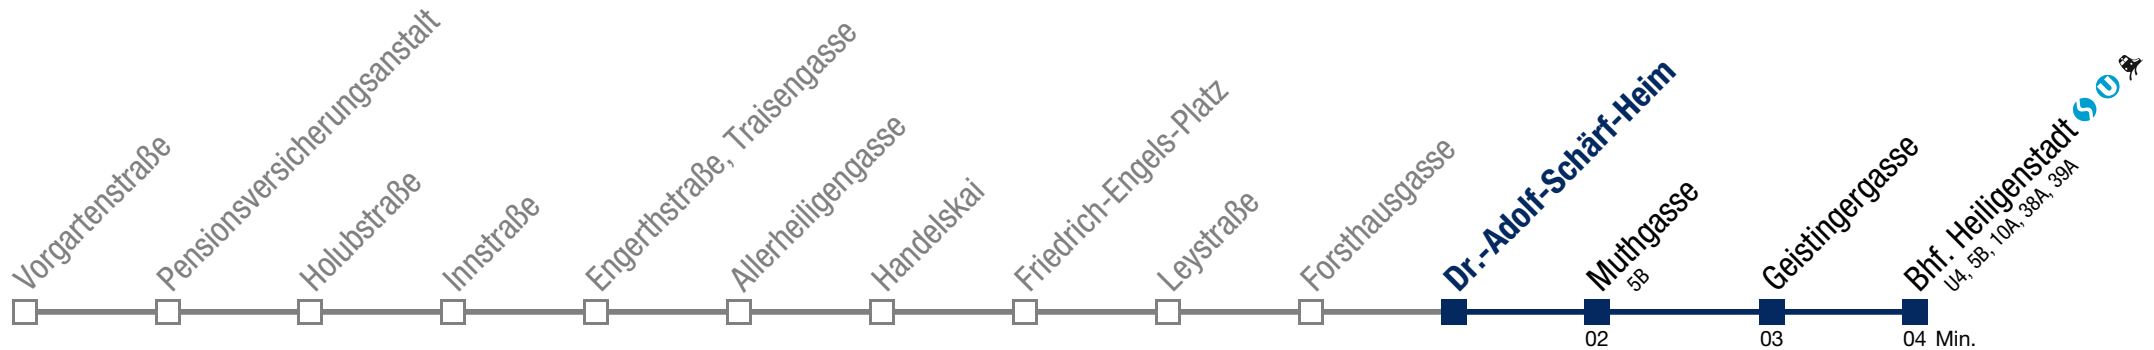 Vorgartenstraße
Pensionsversicherungsanstalt
Holubstraße
Innstraße
Engerthstraße, Traisengasse
Allerheiligengasse
Handelskai
Friedrich-Engels-Platz
Leystraße
Forsthausgasse
Dr.-Adolf-Schärf-Heim
Muthgasse
5B
Geistingergasse
Bhf. Heiligenstadt S U
U4, 5B, 10A, 38A, 39A
02
03
04 Min.